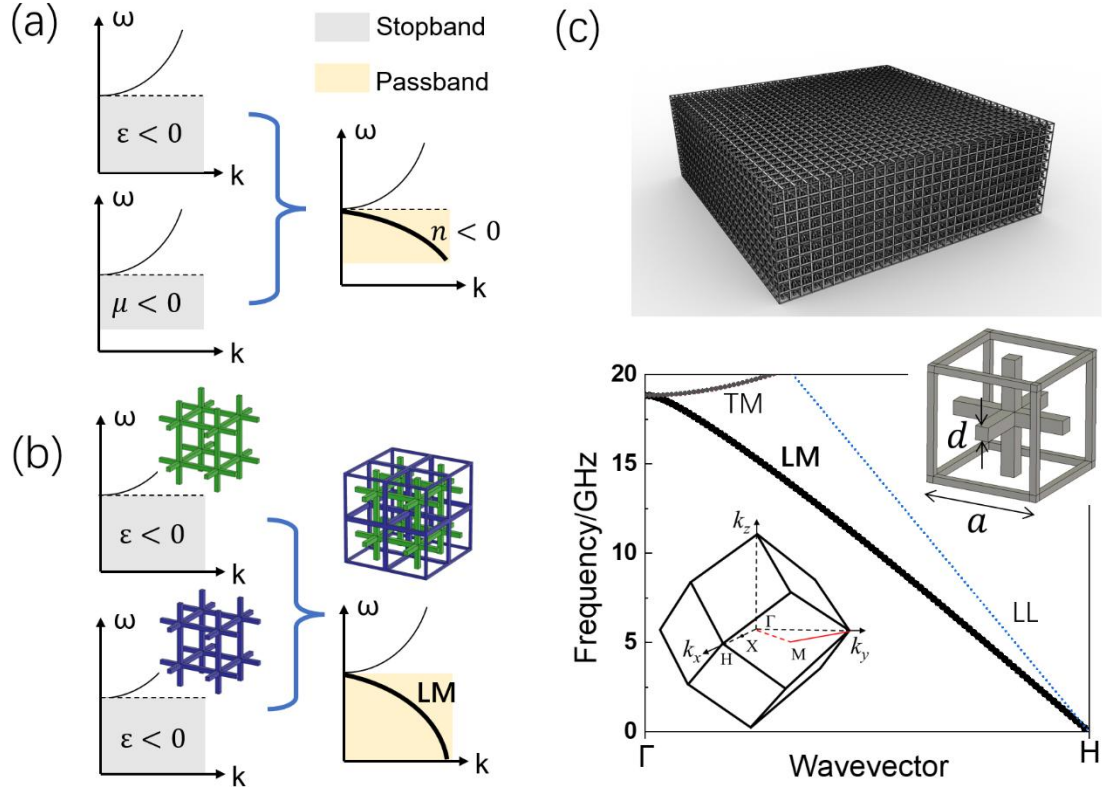 (a)
ω
ε < 0
k
ω
μ < 0
k
Stopband
Passband
ω
n < 0
k
(b)
ω
ε < 0
k
ω
ε < 0
k
ω
LM
k
(c)
20
15
10
5
0
Frequency/GHz
TM
LM
LL
d
a
k_z
Γ
k_x
H
X
M
k_y
Γ
H
Wavevector